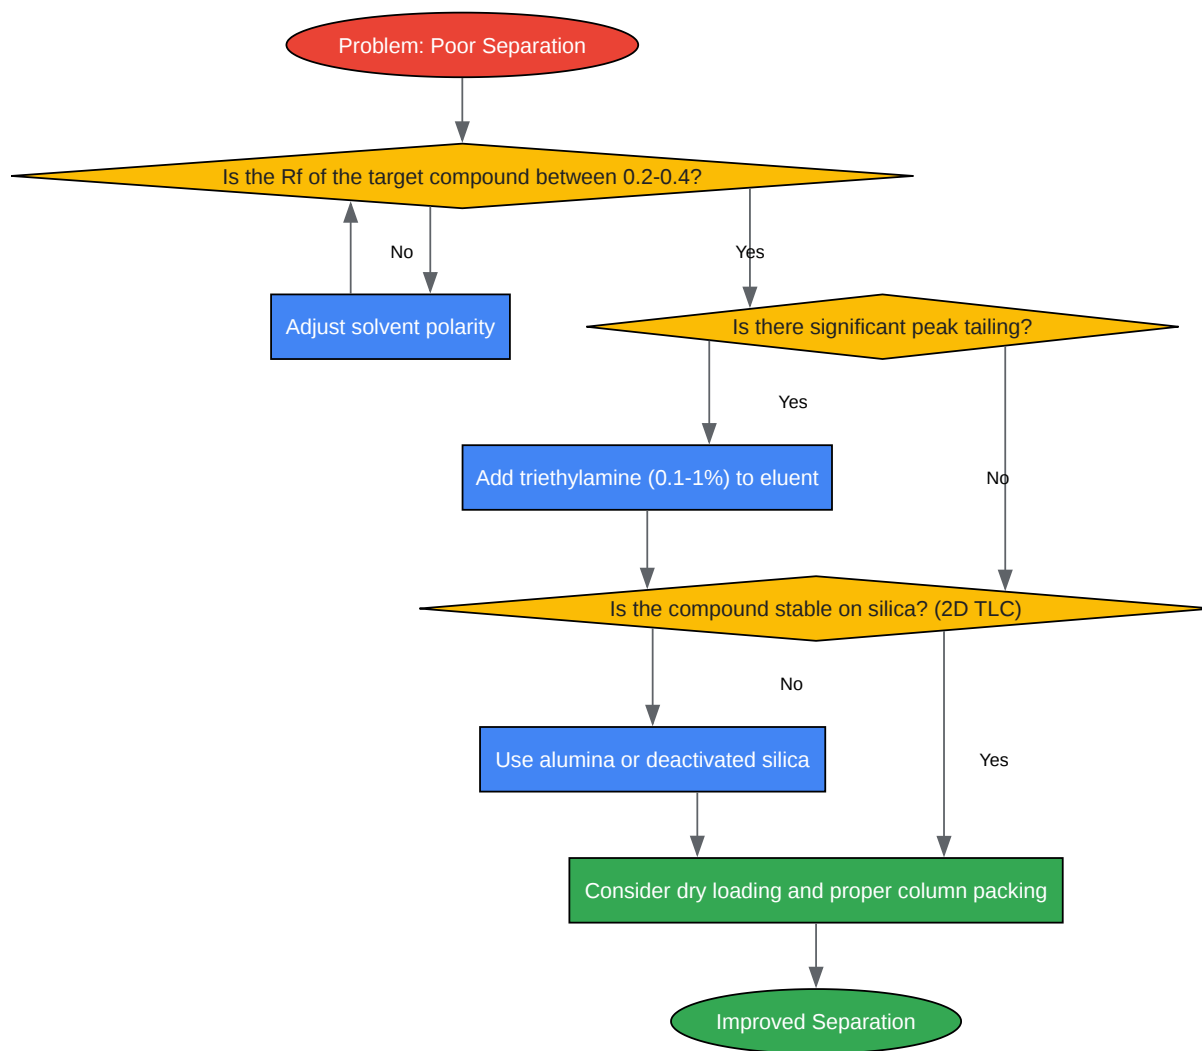 Problem: Poor Separation
Is the Rf of the target compound between 0.2-0.4?
No
Yes
Adjust solvent polarity
Is there significant peak tailing?
Yes
Add triethylamine (0.1-1%) to eluent
No
Is the compound stable on silica? (2D TLC)
No
Use alumina or deactivated silica
Yes
Consider dry loading and proper column packing
Improved Separation